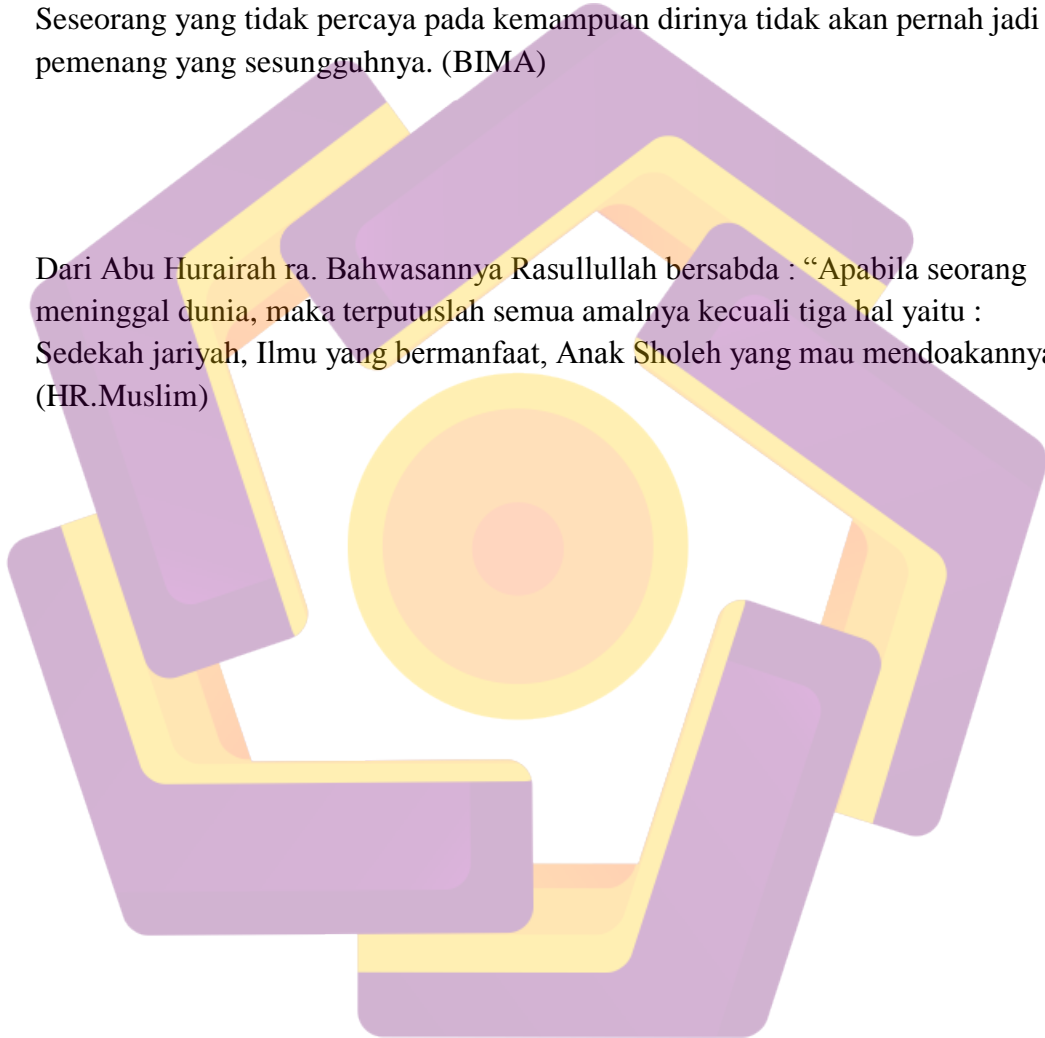 Seseorang yang tidak percaya pada kemampuan dirinya tidak akan pernah jadi
pemenang yang sesungguhnya. (BIMA)
Dari Abu Hurairah ra. Bahwasannya Rasullullah bersabda : “Apabila seorang
meninggal dunia, maka terputuslah semua amalnya kecuali tiga hal yaitu :
Sedekah jariyah, Ilmu yang bermanfaat, Anak Sholeh yang mau mendoakannya
(HR.Muslim)